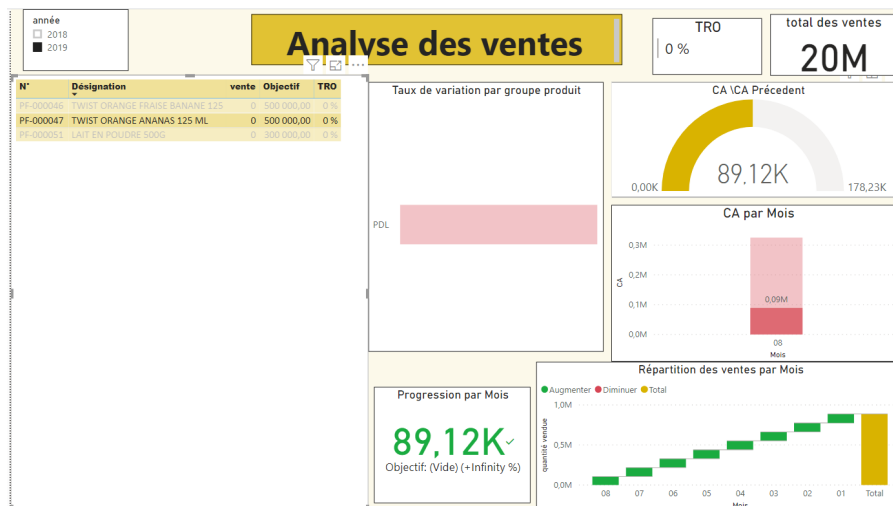 année
2018
2019
Analyse des ventes
TRO
0 %
total des ventes
20M
N° Désignation vente Objectif TRO
PF-000046 TWIST ORANGE FRAISE BANANE 125 0 500 000,00 0 %
PF-000047 TWIST ORANGE ANANAS 125 ML 0 500 000,00 0 %
PF-000051 LAIT EN POUDRE 500G 0 300 000,00 0 %
Taux de variation par groupe produit
PDL
CA \CA Précedent
89,12K
0,00K 178,23K
CA par Mois
CA
0,3M
0,2M
0,1M
0,0M
0,09M
08
Mois
Progression par Mois
89,12K
Objectif: (Vide) (+Infinity %)
Répartition des ventes par Mois
Augmenter Diminuer Total
quantité vendue
1,0M
0,5M
0,0M
08 07 06 05 04 03 02 01 Total
Mois